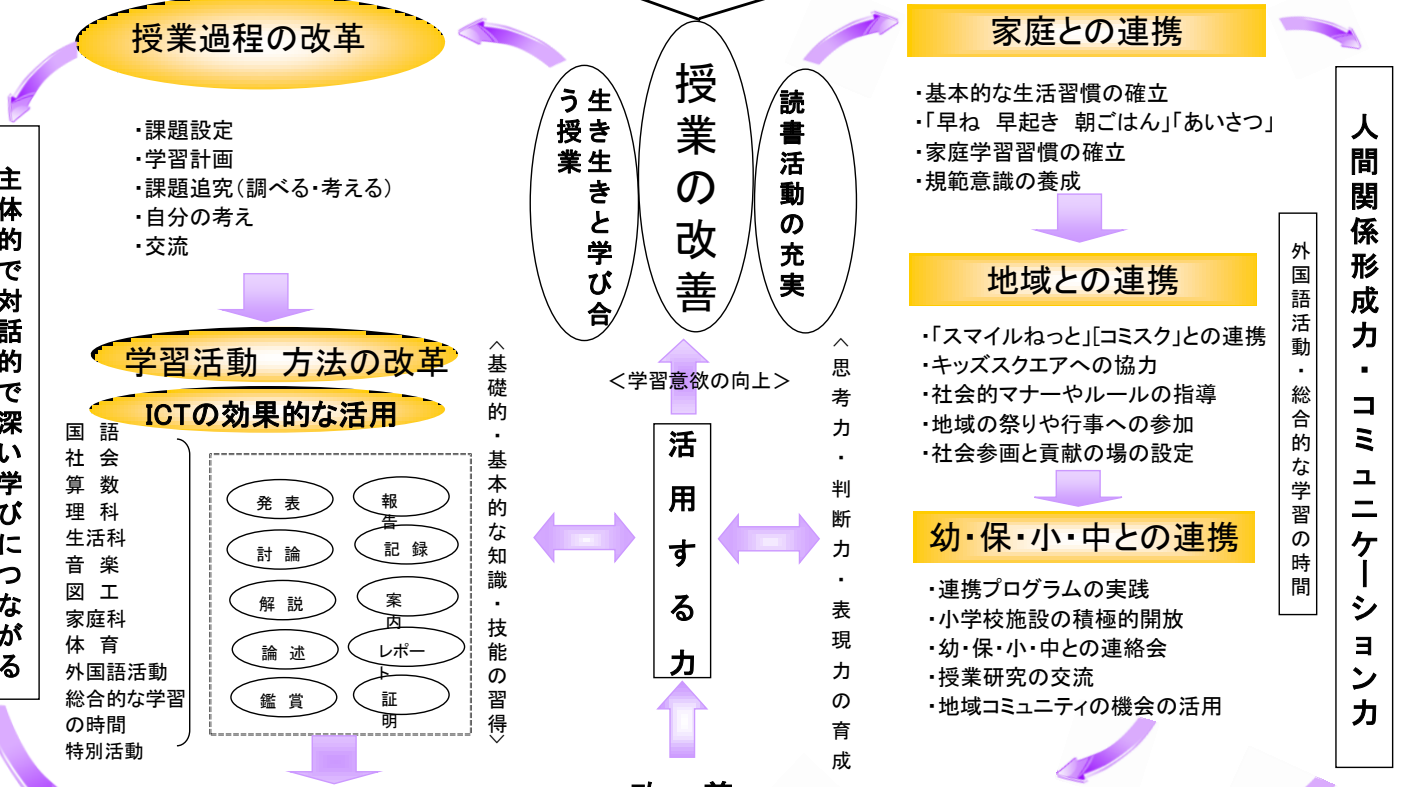 授業過程の改革
・課題設定
・学習計画
・課題追究（調べる・考える）
・自分の考え
・交流
主体的で対話的で深い学びにつながる
学習活動　方法の改革
ICTの効果的な活用
国　語
社　会
算　数
理　科
生活科
音　楽
図　工
家庭科
体　育
外国語活動
総合的な学習
の時間
特別活動
発　表
報
告
討　論
記　録
解　説
案
内
論　述
レポー
ト
鑑　賞
証
明
＜基礎的・基本的な知識・技能の習得＞
生き生きと学び合
う授業
授業の改善
読書活動の充実
＜学習意欲の向上＞
活用する力
＜思考力・判断力・表現力の育成
改　善
家庭との連携
・基本的な生活習慣の確立
・「早ね　早起き　朝ごはん」「あいさつ」
・家庭学習習慣の確立
・規範意識の養成
地域との連携
・「スマイルねっと」[コミスク」との連携
・キッズスクエアへの協力
・社会的マナーやルールの指導
・地域の祭りや行事への参加
・社会参画と貢献の場の設定
幼・保・小・中との連携
・連携プログラムの実践
・小学校施設の積極的開放
・幼・保・小・中との連絡会
・授業研究の交流
・地域コミュニティの機会の活用
外国語活動・総合的な学習の時間
人間関係形成力・コミュニケーション力